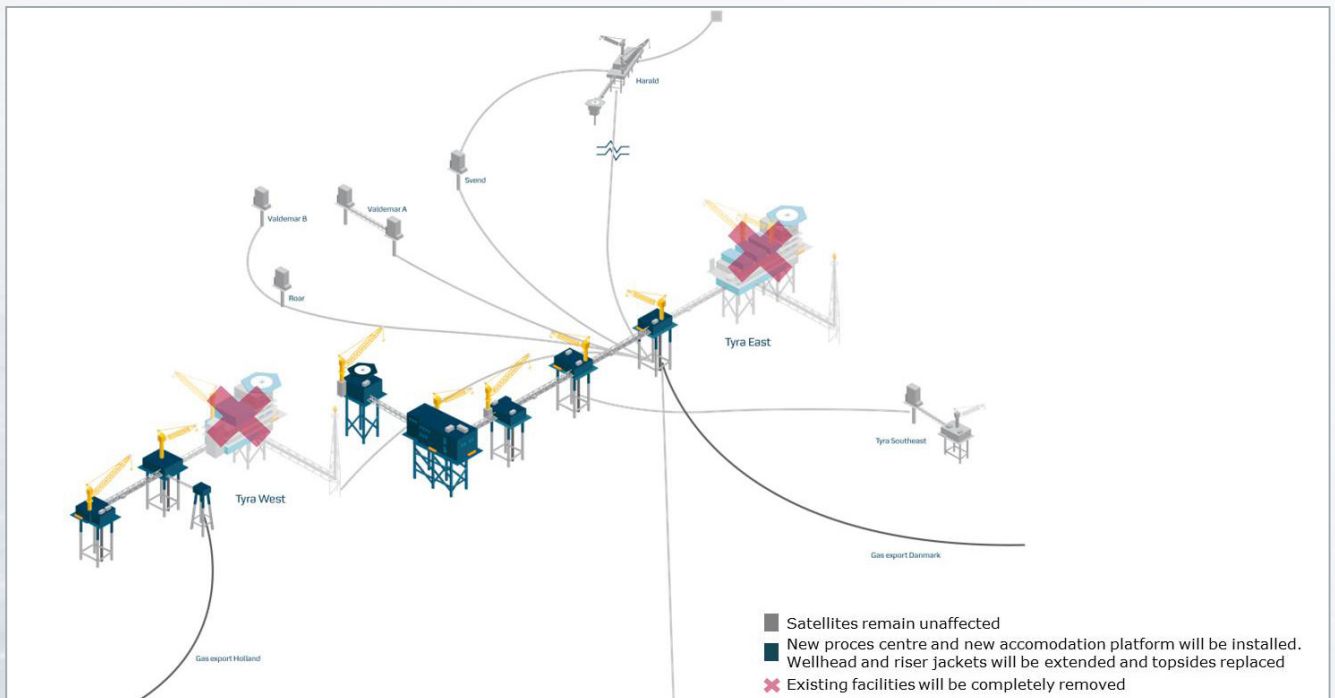 Harald
Svend
Valdemar B
Valdemar A
Roar
Tyra East
Tyra Southeast
Tyra West
Gas export Danmark
Gas export Holland
Satellites remain unaffected
New proces centre and new accomodation platform will be installed.
Wellhead and riser jackets will be extended and topsides replaced
Existing facilities will be completely removed